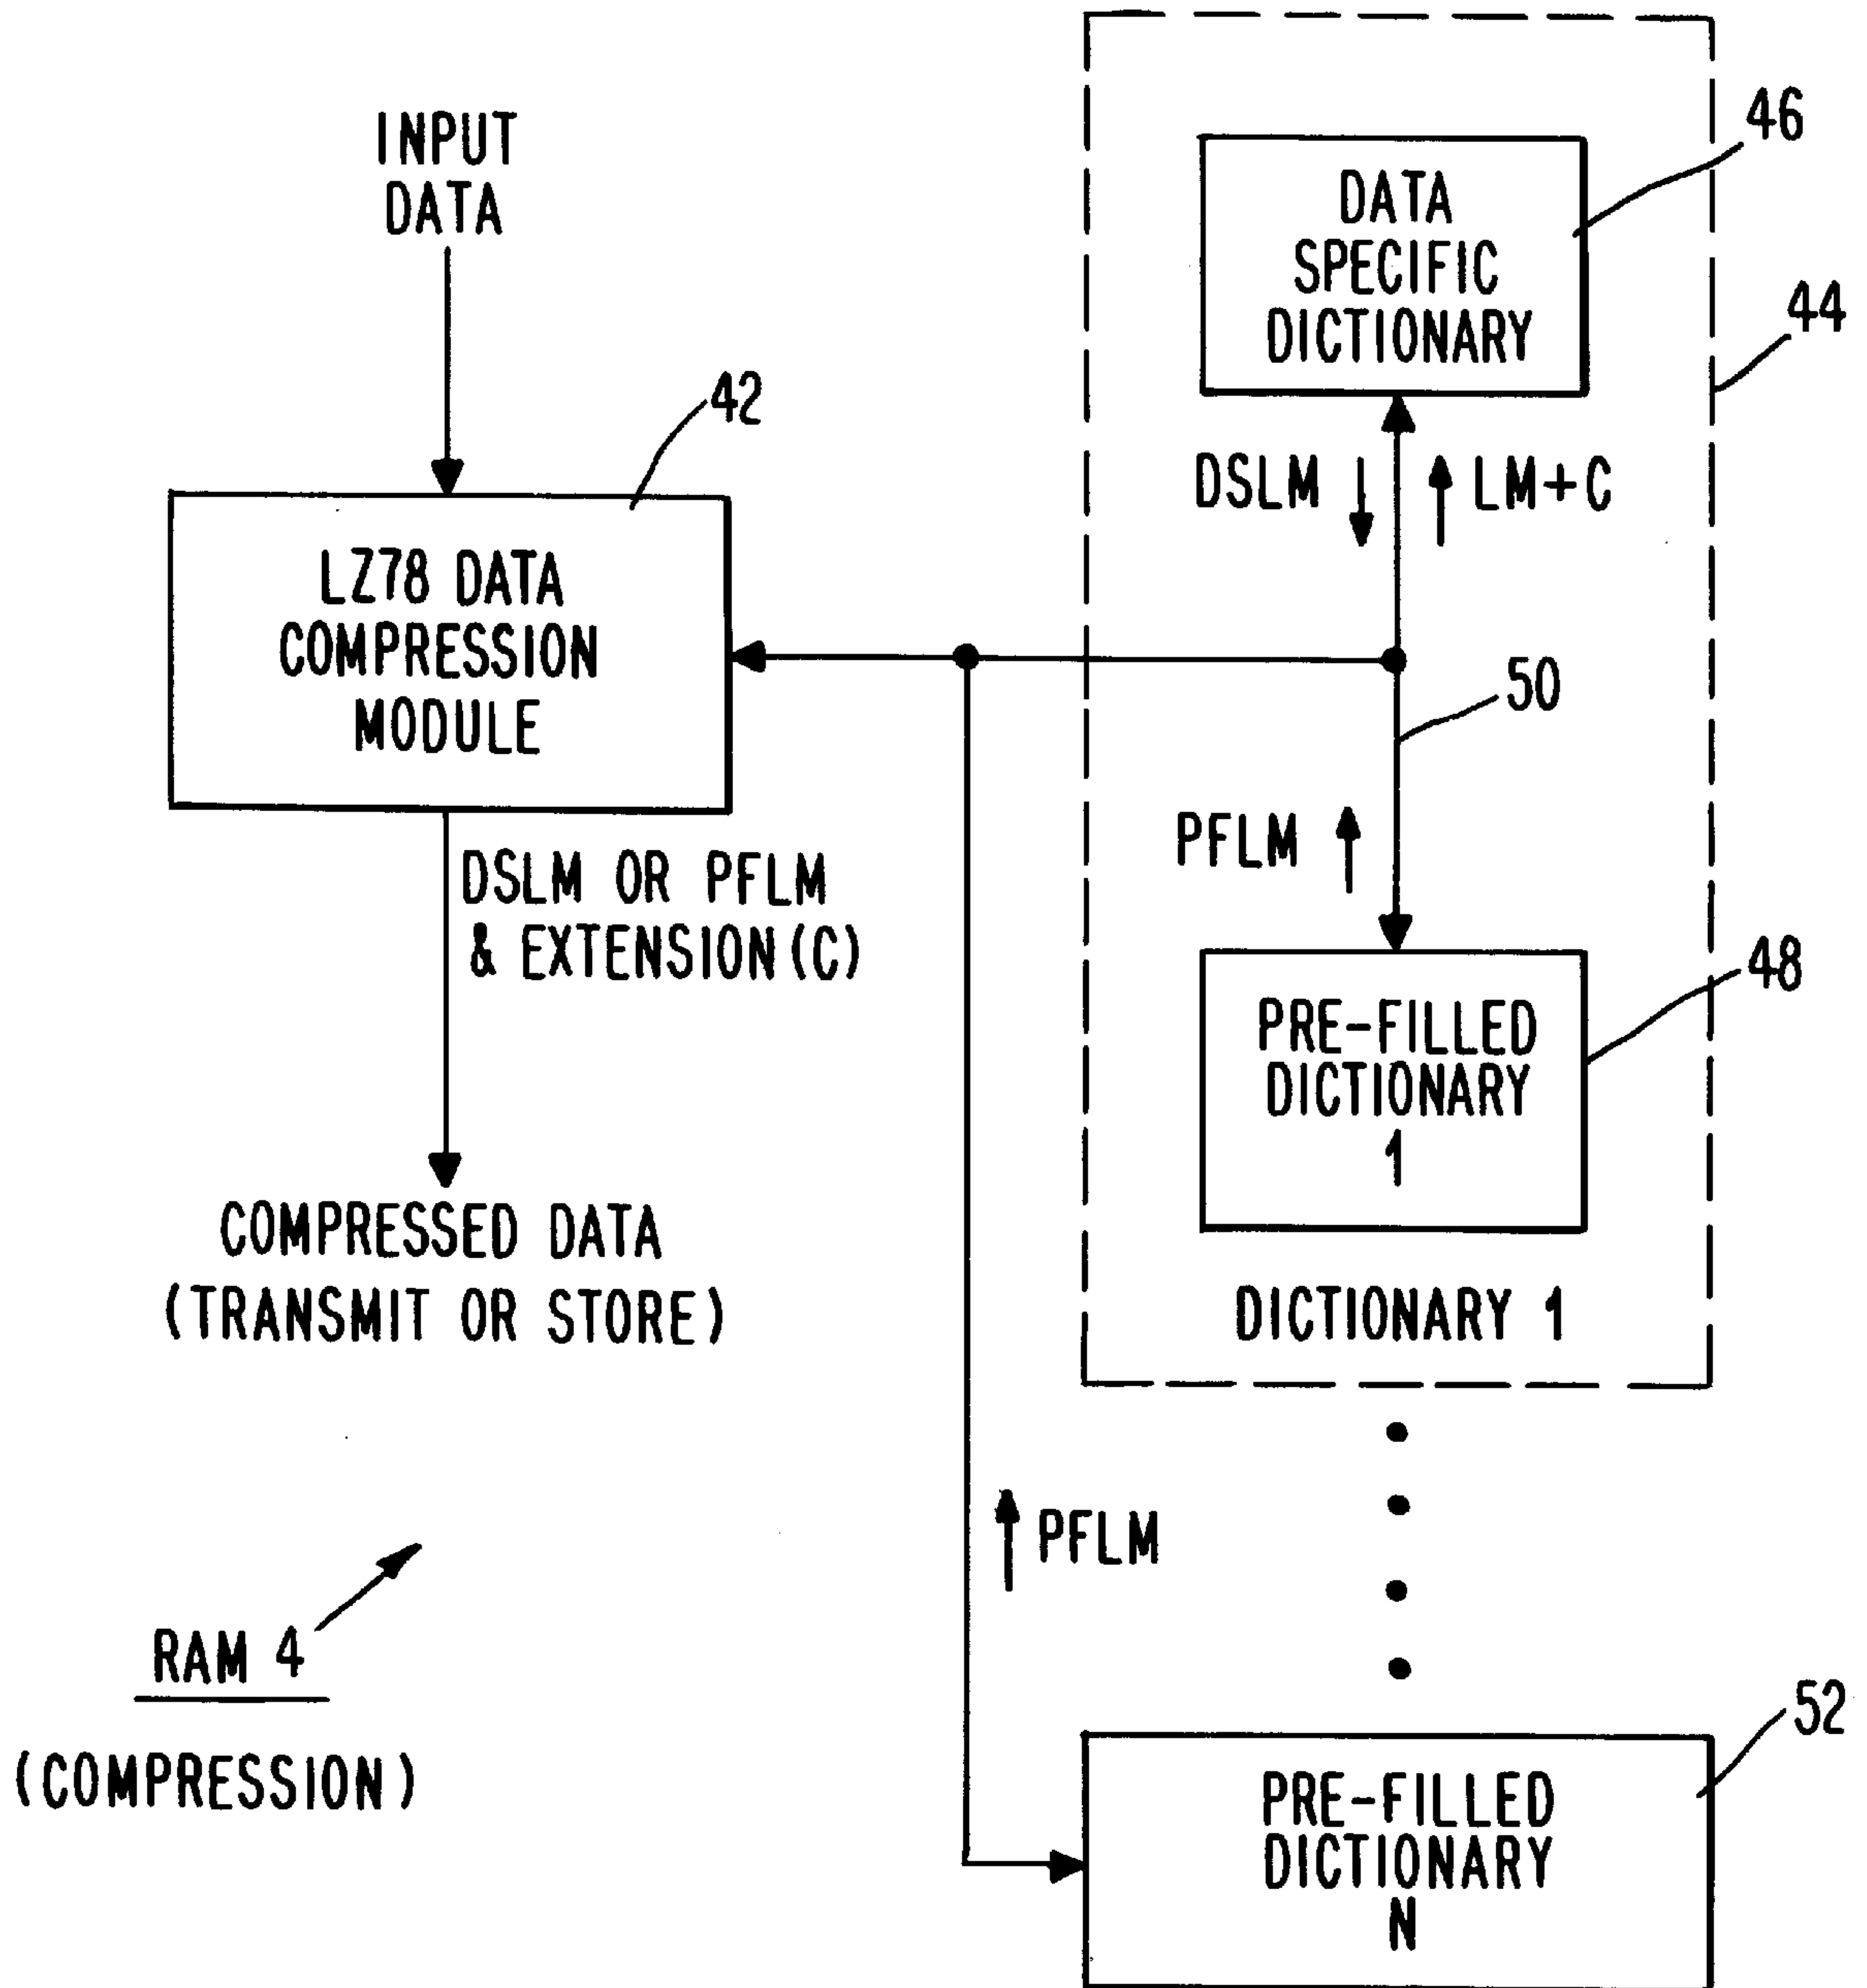 INPUT
DATA
42
LZ78 DATA
COMPRESSION
MODULE
DSLM OR PFLM
& EXTENSION (C)
COMPRESSED DATA
(TRANSMIT OR STORE)
RAM 4
(COMPRESSION)
46
DATA
SPECIFIC
DICTIONARY
44
DSLM
LM+C
50
PFLM
48
PRE-FILLED
DICTIONARY
1
DICTIONARY 1
PFLM
52
PRE-FILLED
DICTIONARY
N